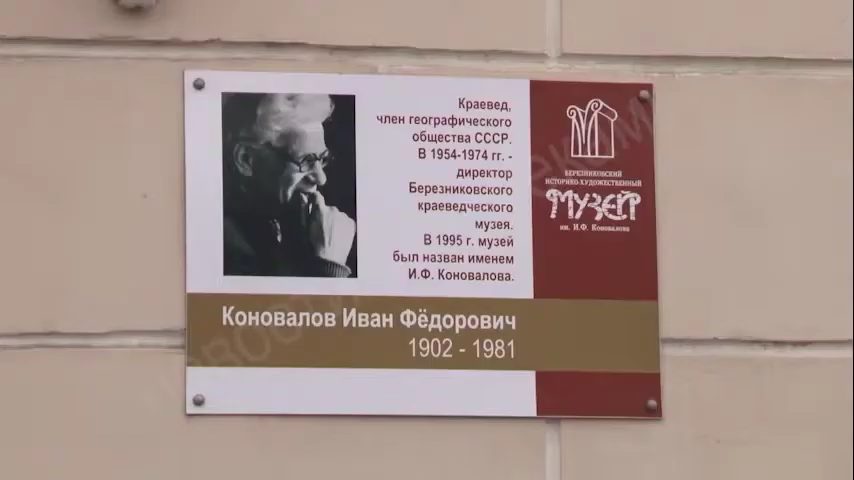 Краевед,
член географического
общества СССР.
В 1954-1974 гг. -
директор
Березниковского
краеведческого
музея.
В 1995 г. музей
был назван именем
И.Ф. Коновалова.
БЕРЕЗНИКОВСКИЙ
ИСТОРИКО-ХУДОЖЕСТВЕННЫЙ
МУЗЕЙ
им. И.Ф. Коновалова
Коновалов Иван Фёдорович
1902 - 1981